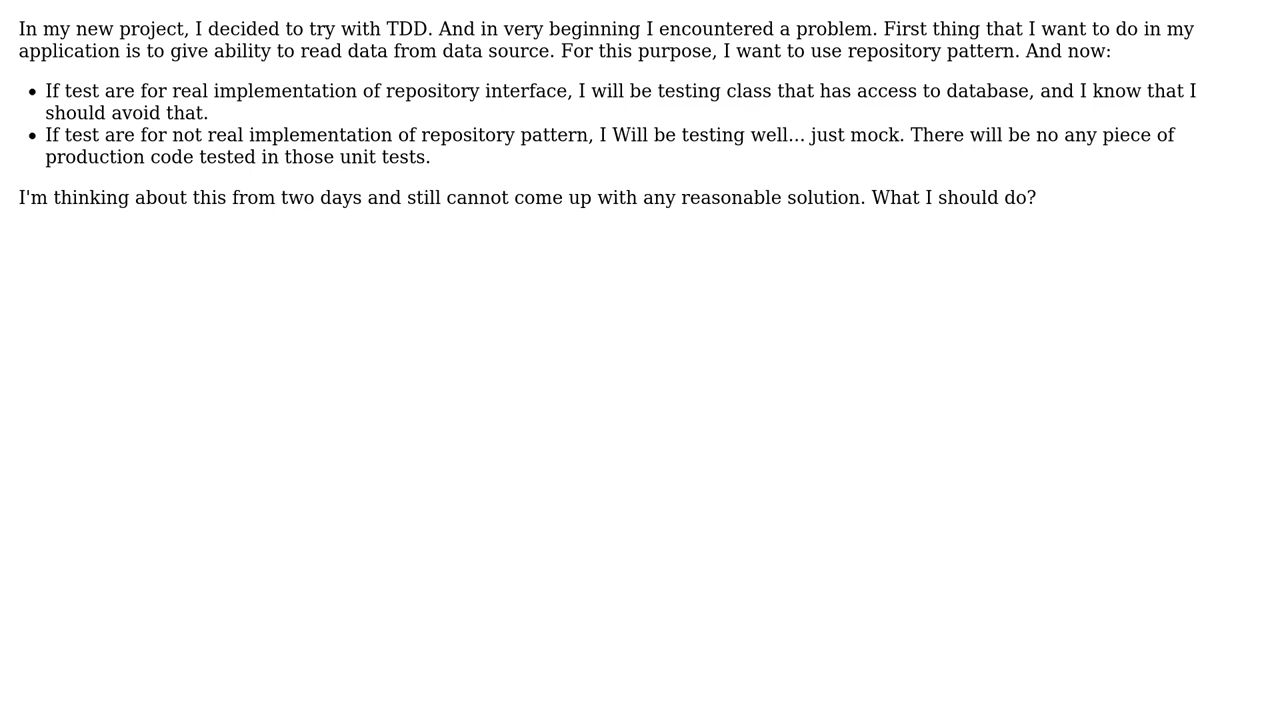 In my new project, I decided to try with TDD. And in very beginning I encountered a problem. First thing that I want to do in my
application is to give ability to read data from data source. For this purpose, I want to use repository pattern. And now:
• If test are for real implementation of repository interface, I will be testing class that has access to database, and I know that I
should avoid that.
• If test are for not real implementation of repository pattern, I Will be testing well... just mock. There will be no any piece of
production code tested in those unit tests.
I'm thinking about this from two days and still cannot come up with any reasonable solution. What I should do?